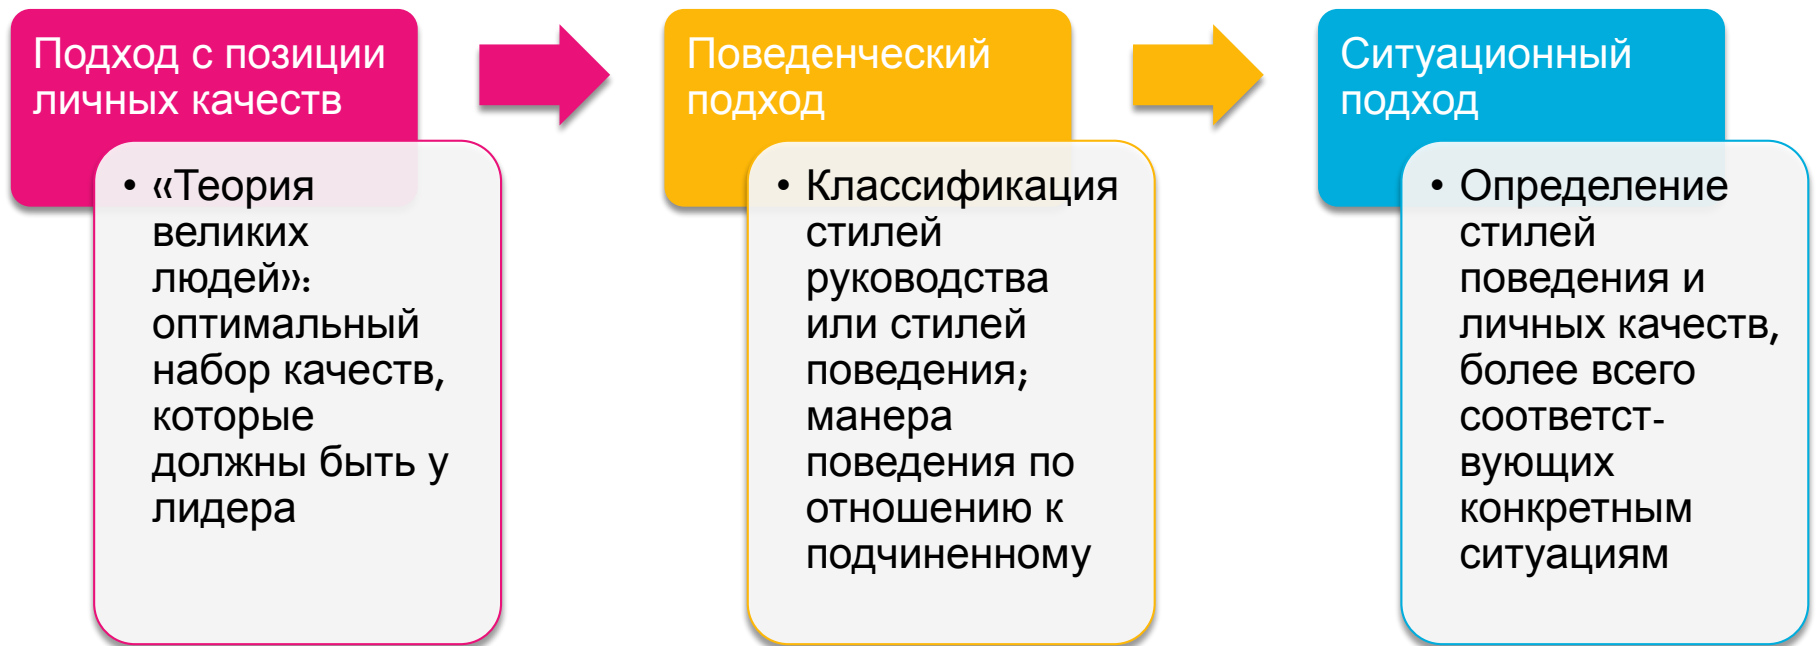 Подход с позиции
личных качеств
• «Теория
великих
людей»:
оптимальный
набор качеств,
которые
должны быть у
лидера
Поведенческий
подход
• Классификация
стилей
руководства
или стилей
поведения;
манера
поведения по
отношению к
подчиненному
Ситуационный
подход
• Определение
стилей
поведения и
личных качеств,
более всего
соответст-
вующих
конкретным
ситуациям